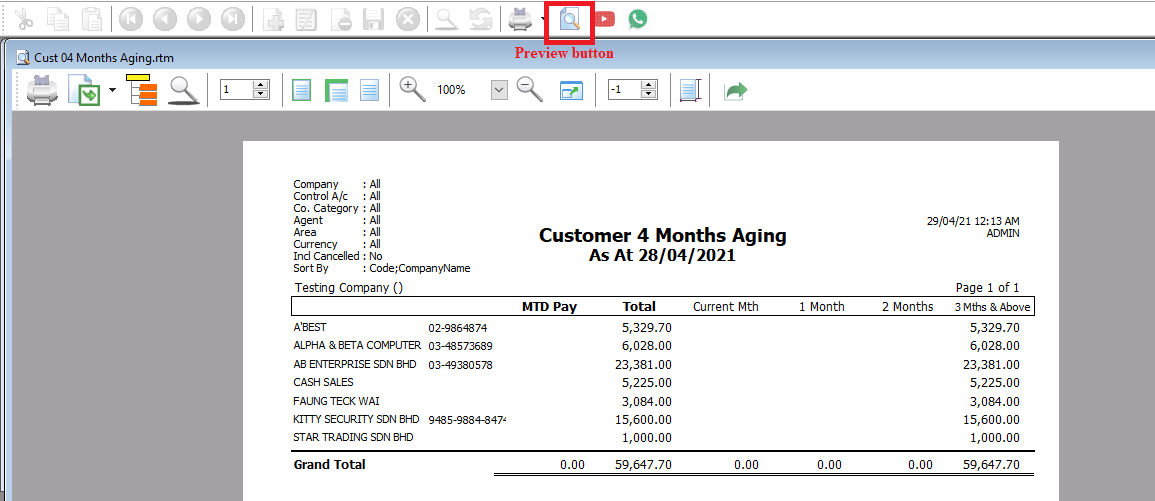 Preview button
Cust 04 Months Aging.rtm
1
100%
-1
Company : All
Control A/c : All
Co. Category : All
Agent : All
Area : All
Currency : All
Ind Cancelled : No
Sort By : Code;CompanyName
29/04/21 12:13 AM
ADMIN
Customer 4 Months Aging
As At 28/04/2021
Testing Company () Page 1 of 1
MTD Pay Total Current Mth 1 Month 2 Months 3 Mths & Above
A'BEST 02-9864874 5,329.70 5,329.70
ALPHA & BETA COMPUTER 03-48573689 6,028.00 6,028.00
AB ENTERPRISE SDN BHD 03-49380578 23,381.00 23,381.00
CASH SALES 5,225.00 5,225.00
FAUNG TECK WAI 3,084.00 3,084.00
KITTY SECURITY SDN BHD 9485-9884-8474 15,600.00 15,600.00
STAR TRADING SDN BHD 1,000.00 1,000.00
Grand Total 0.00 59,647.70 0.00 0.00 0.00 59,647.70